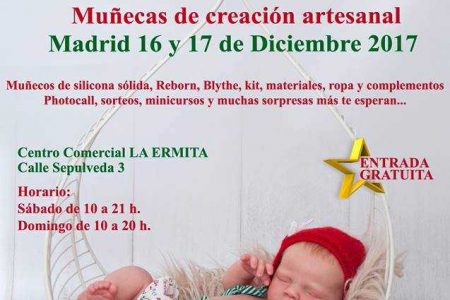 Muñecas de creación artesanal
Madrid 16 y 17 de Diciembre 2017
Muñecos de silicona sólida, Reborn, Blythe, kit, materiales, ropa y complementos
Photocall, sorteos, minicursos y muchas sorpresas más te esperan...
Centro Comercial LA ERMITA
Calle Sepulveda 3
ENTRADA
GRATUITA
Horario:
Sábado de 10 a 21 h.
Domingo de 10 a 20 h.